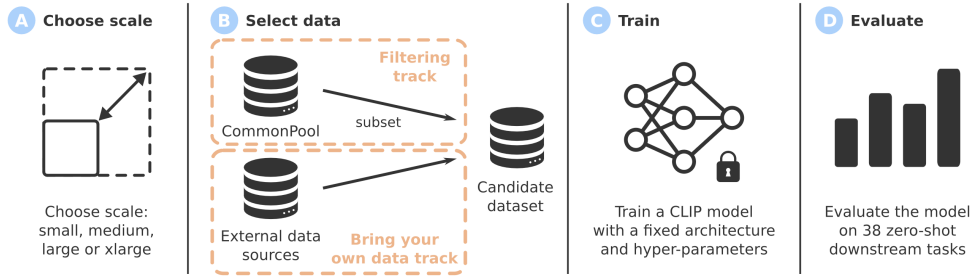 A Choose scale
Choose scale:
small, medium,
large or xlarge
B Select data
Filtering
track
CommonPool
subset
External data
sources
Bring your
own data track
Candidate
dataset
C Train
Train a CLIP model
with a fixed architecture
and hyper-parameters
D Evaluate
Evaluate the model
on 38 zero-shot
downstream tasks